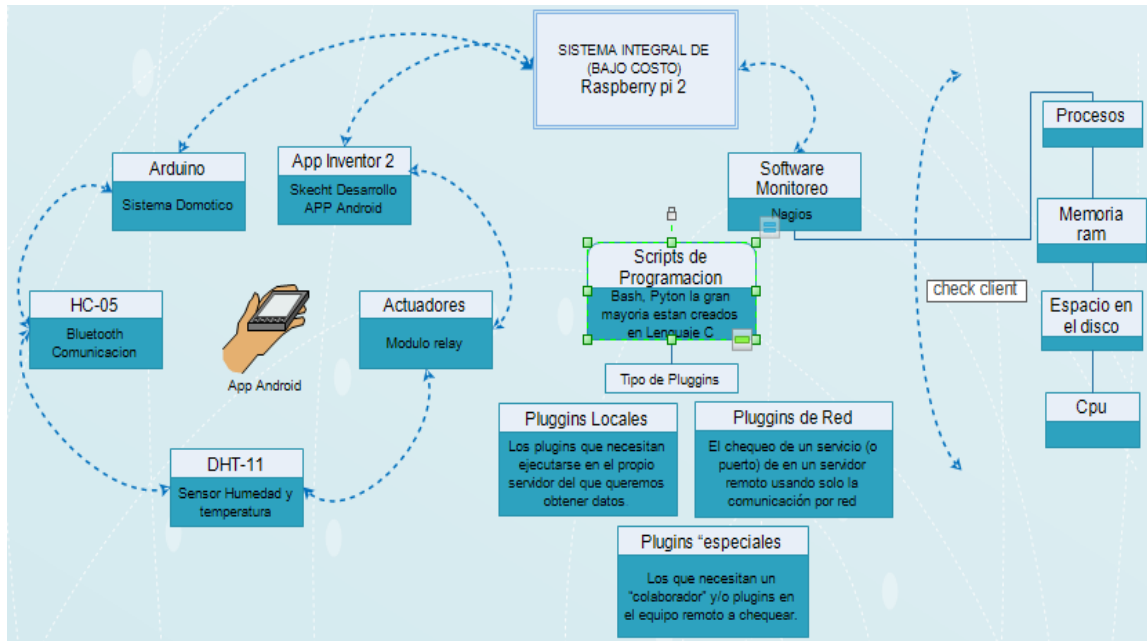 SISTEMA INTEGRAL DE
(BAJO COSTO)
Raspberry pi 2
Arduino
Sistema Domotico
App Inventor 2
Skecht Desarrollo
APP Android
Software
Monitoreo
Nagios
Procesos
Memoria
ram
Espacio en
el disco
Cpu
check client
Scripts de
Programacion
Bash, Pyton la gran
mayoria estan creados
en Lenguaje C
Tipo de Pluggins
HC-05
Bluetooth
Comunicacion
App Android
Actuadores
Modulo relay
DHT-11
Sensor Humedad y
temperatura
Pluggins Locales
Los plugins que necesitan
ejecutarse en el propio
servidor del que queremos
obtener datos
Pluggins de Red
El chequeo de un servicio (o
puerto) de en un servidor
remoto usando solo la
comunicación por red
Plugins “especiales
Los que necesitan un
“colaborador” y/o plugins en
el equipo remoto a chequear.